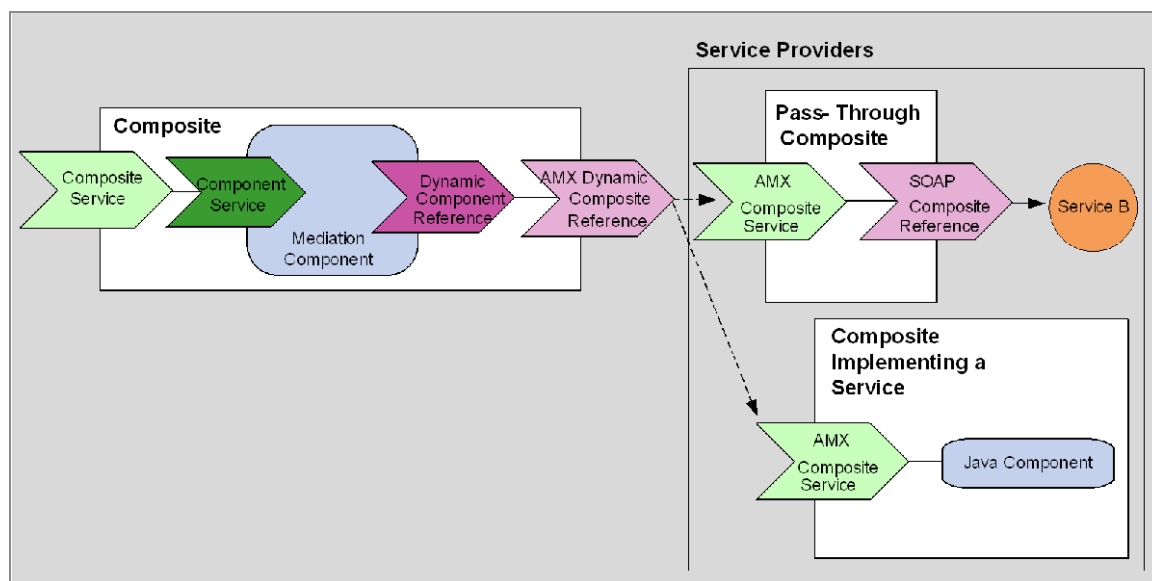 Service Providers
Composite
Composite
Service
Component
Service
Mediation
Component
Dynamic
Component
Reference
AMX Dynamic
Composite
Reference
Pass- Through
Composite
AMX
Composite
Service
SOAP
Composite
Reference
Service B
Composite
Implementing a
Service
AMX
Composite
Service
Java Component